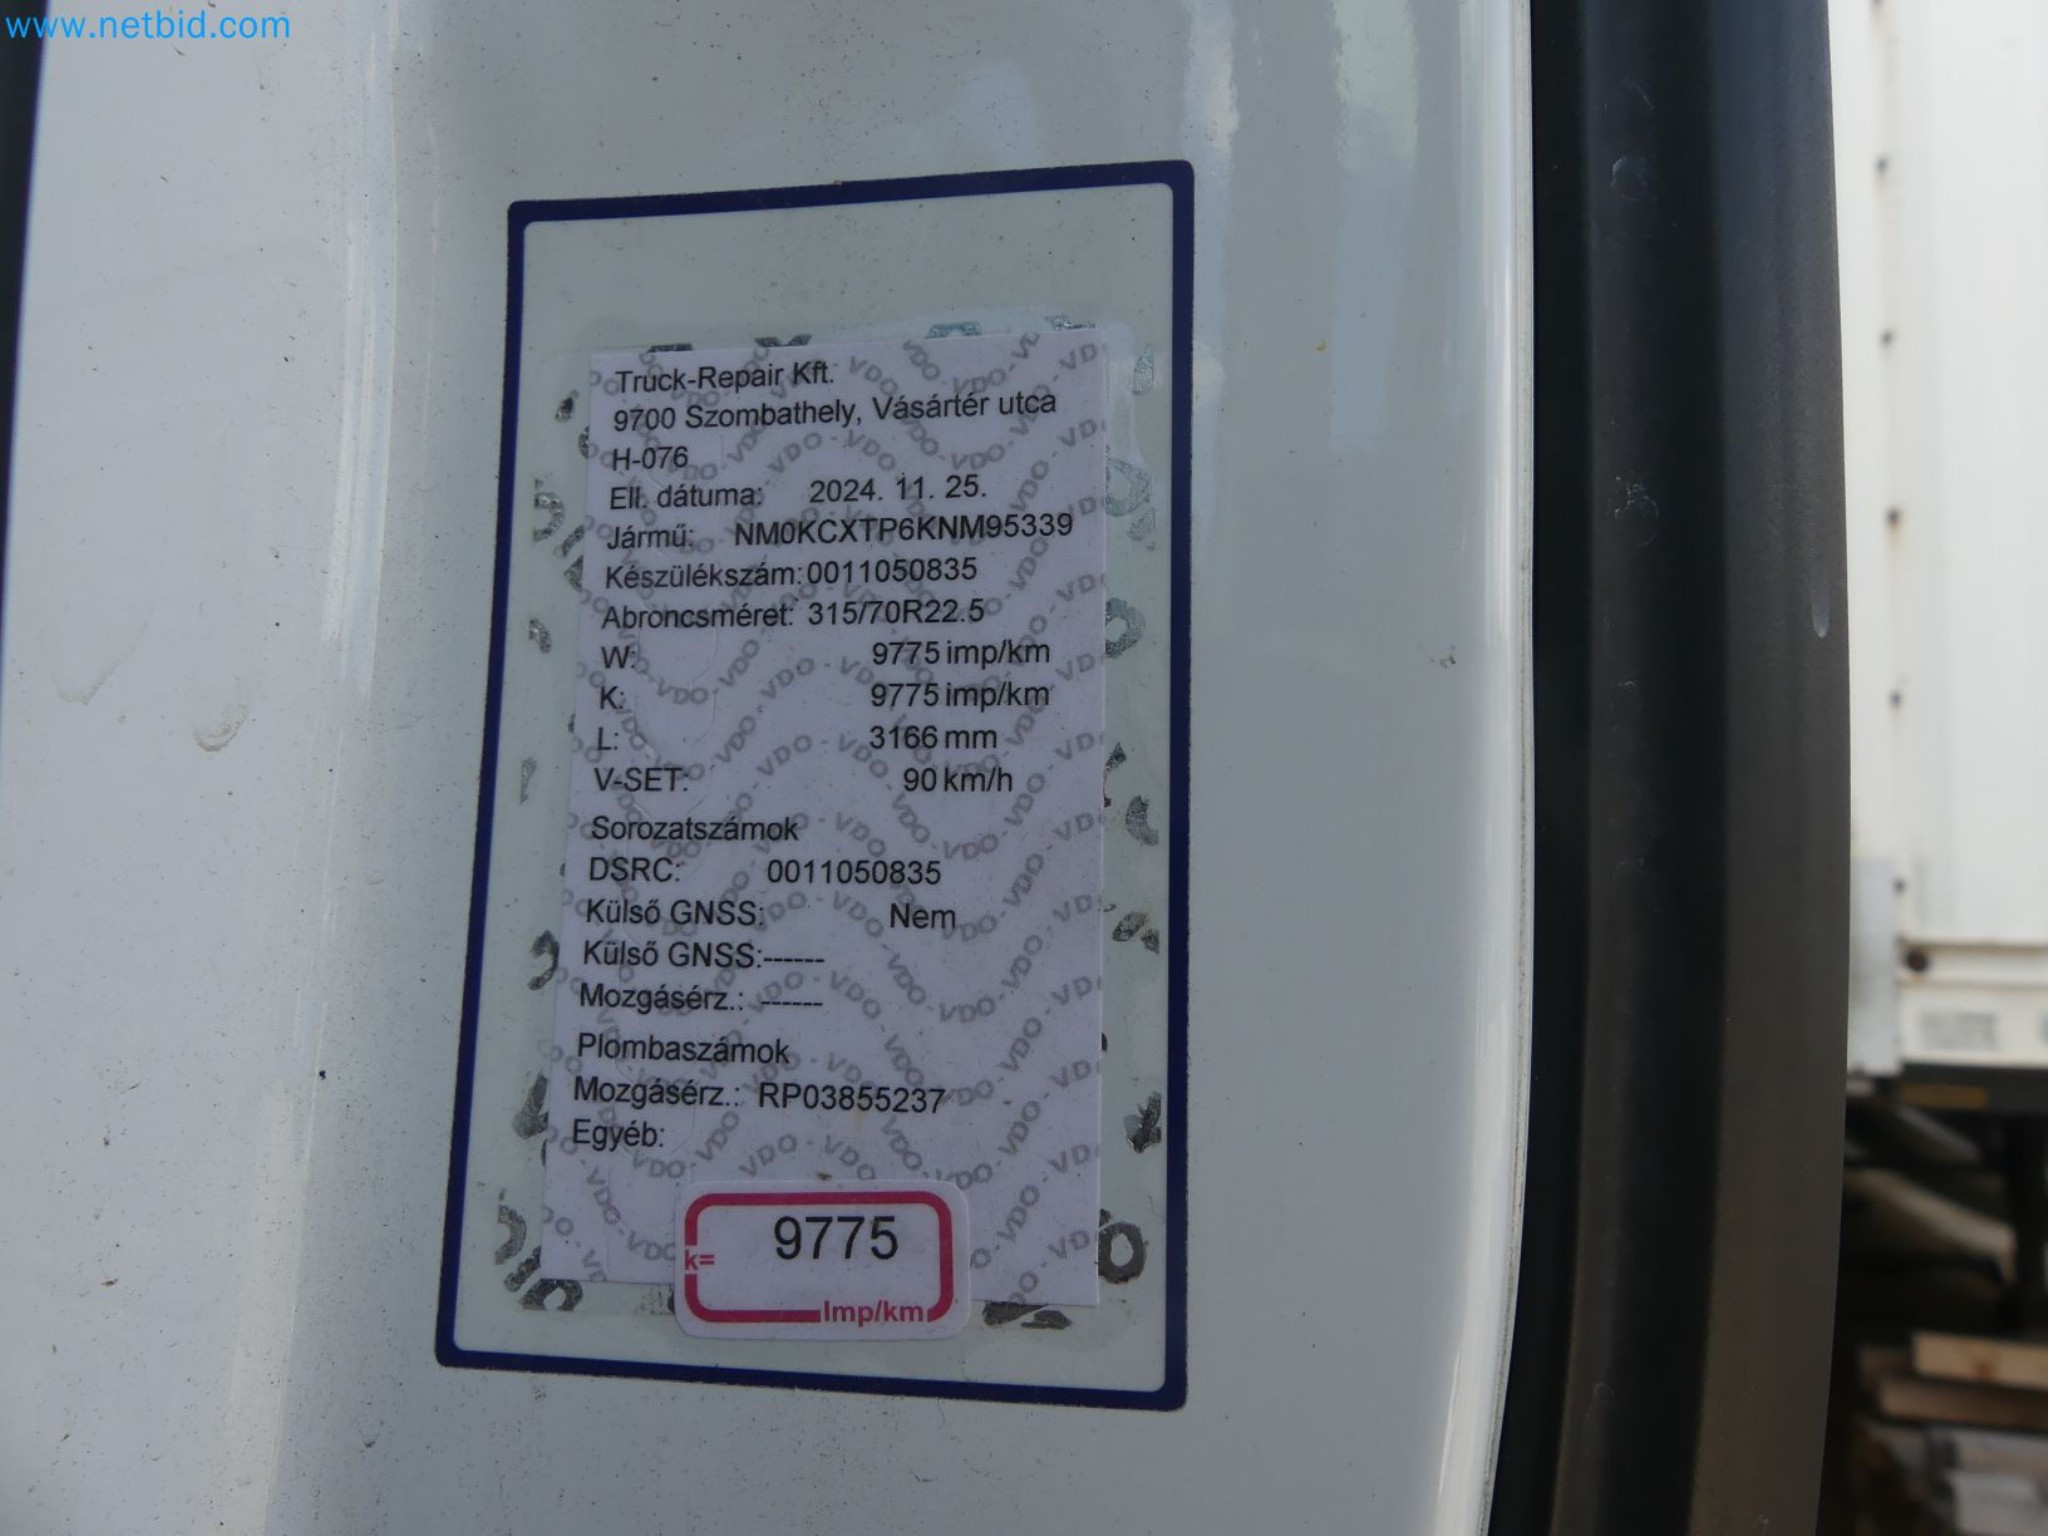 www.netbid.com
Truck-Repair Kft.
9700 Szombathely, Vásártér utca
H-076
Ell. dátuma: 2024. 11. 25.
Jármű: NM0KCXTP6KNM95339
Készülékszám: 0011050835
Abroncsméret: 315/70R22.5
W: 9775 imp/km
K: 9775 imp/km
L: 3166 mm
V-SET: 90 km/h
Sorozatszámok
DSRC: 0011050835
Külső GNSS: Nem
Külső GNSS:------
Mozgásérz.: ------
Plombaszámok
Mozgásérz.: RP03855237
Egyéb:
k= 9775
Imp/km